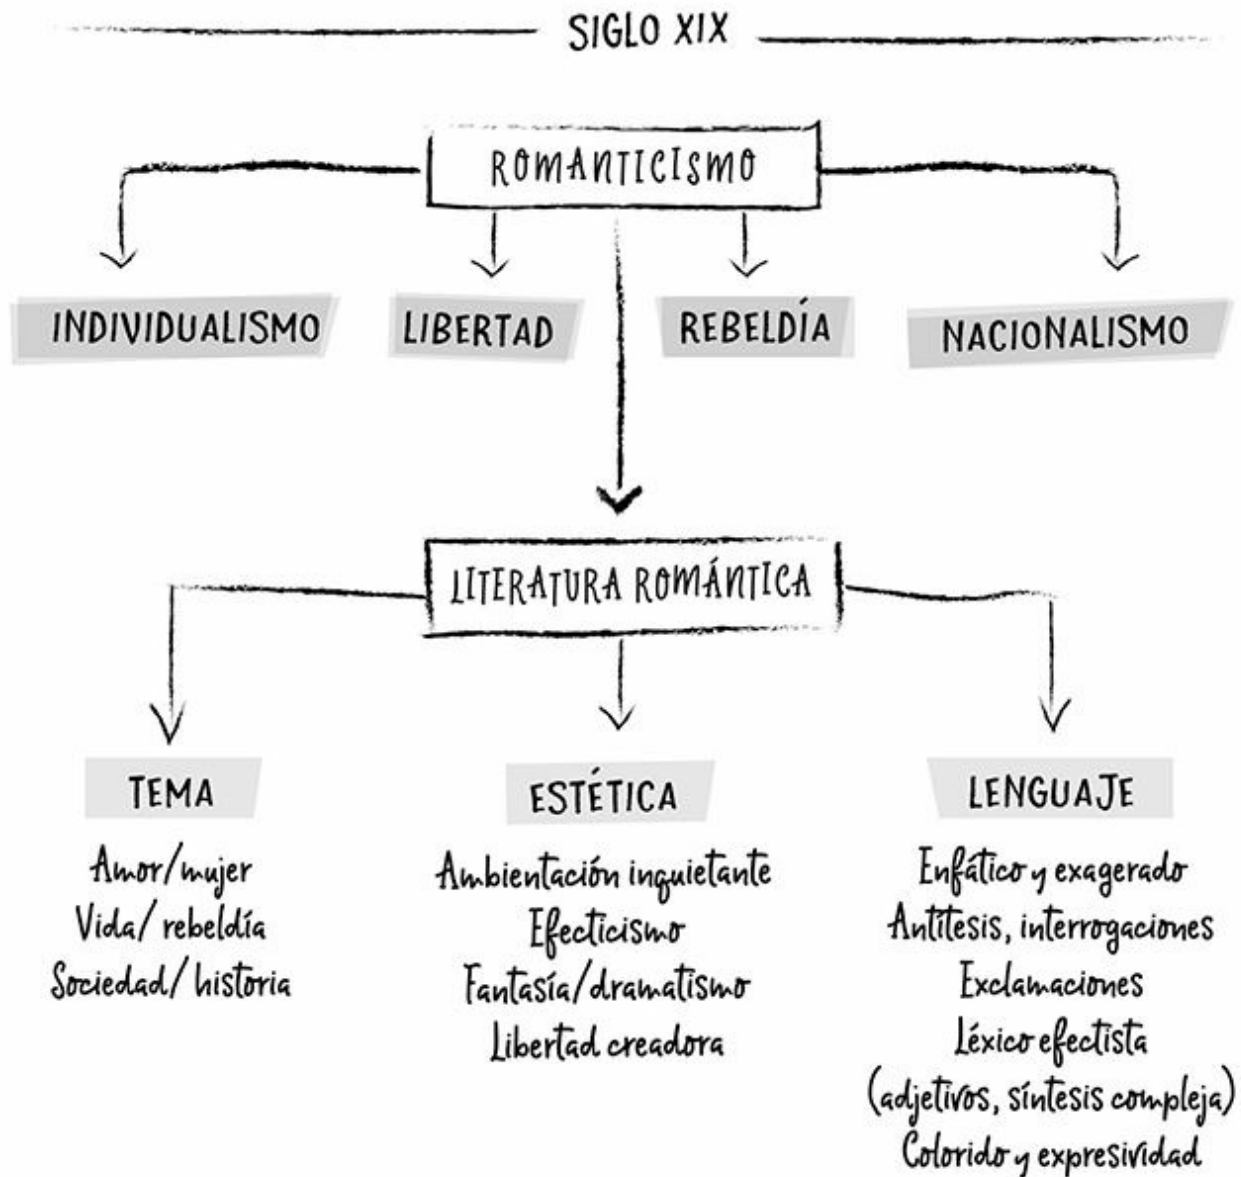 SIGLO XIX
ROMANTICISMO
INDIVIDUALISMO
LIBERTAD
REBELDÍA
NACIONALISMO
LITERATURA ROMÁNTICA
TEMA
Amor/mujer
Vida/ rebeldía
Sociedad/ historia
ESTÉTICA
Ambientación inquietante
Efecticismo
Fantasía/dramatismo
Libertad creadora
LENGUAJE
Enfático y exagerado
Antítesis, interrogaciones
Exclamaciones
Léxico efectista
(adjetivos, síntesis compleja)
Colorido y expresividad